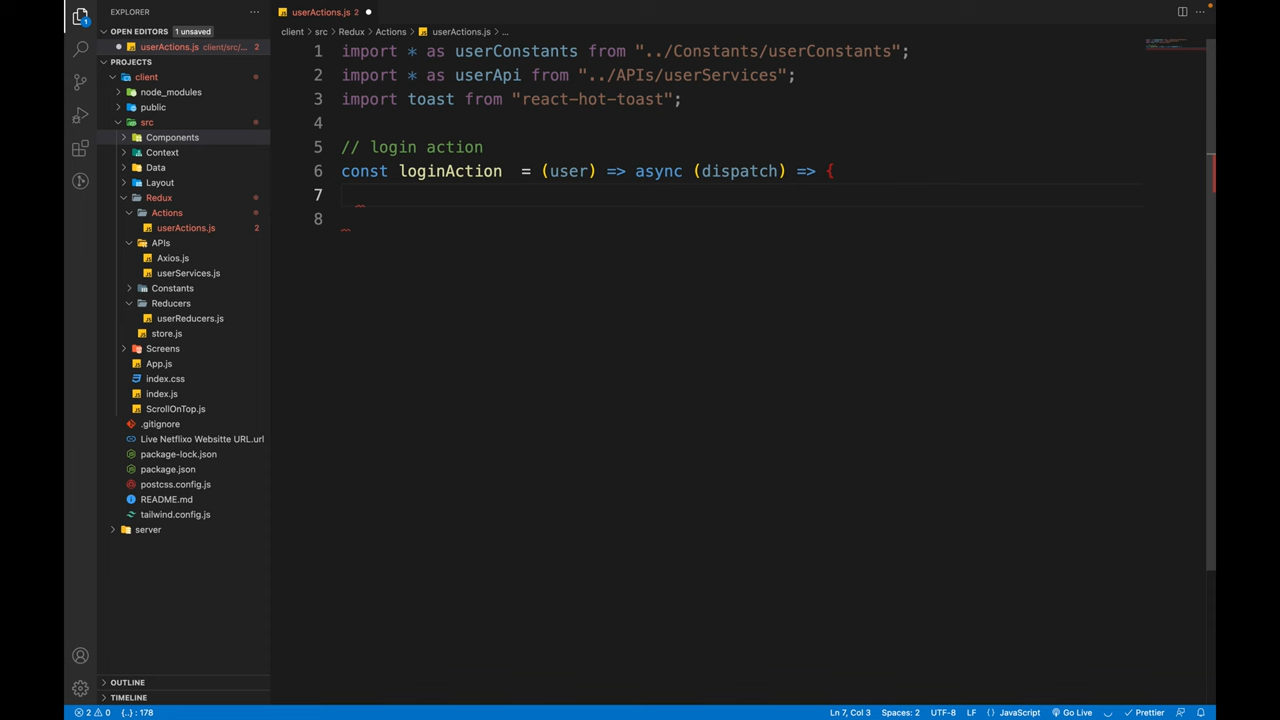 EXPLORER
userActions.js 2
OPEN EDITORS 1 unsaved
userActions.js client/src/... 2
client > src > Redux > Actions > userActions.js > ...
PROJECTS
client
node_modules
public
src
Components
Context
Data
Layout
Redux
Actions
userActions.js 2
APIs
Axios.js
userServices.js
Constants
Reducers
userReducers.js
store.js
Screens
App.js
index.css
index.js
ScrollOnTop.js
.gitignore
Live Netflixo Websitte URL.url
package-lock.json
package.json
postcss.config.js
README.md
tailwind.config.js
server
OUTLINE
TIMELINE
1
1 import * as userConstants from "../Constants/userConstants";
2 import * as userApi from "../APIs/userServices";
3 import toast from "react-hot-toast";
4
5 // login action
6 const loginAction  = (user) => async (dispatch) => {
7
8
2 0 {..} : 178 Ln 7, Col 3 Spaces: 2 UTF-8 LF { } JavaScript Go Live Prettier